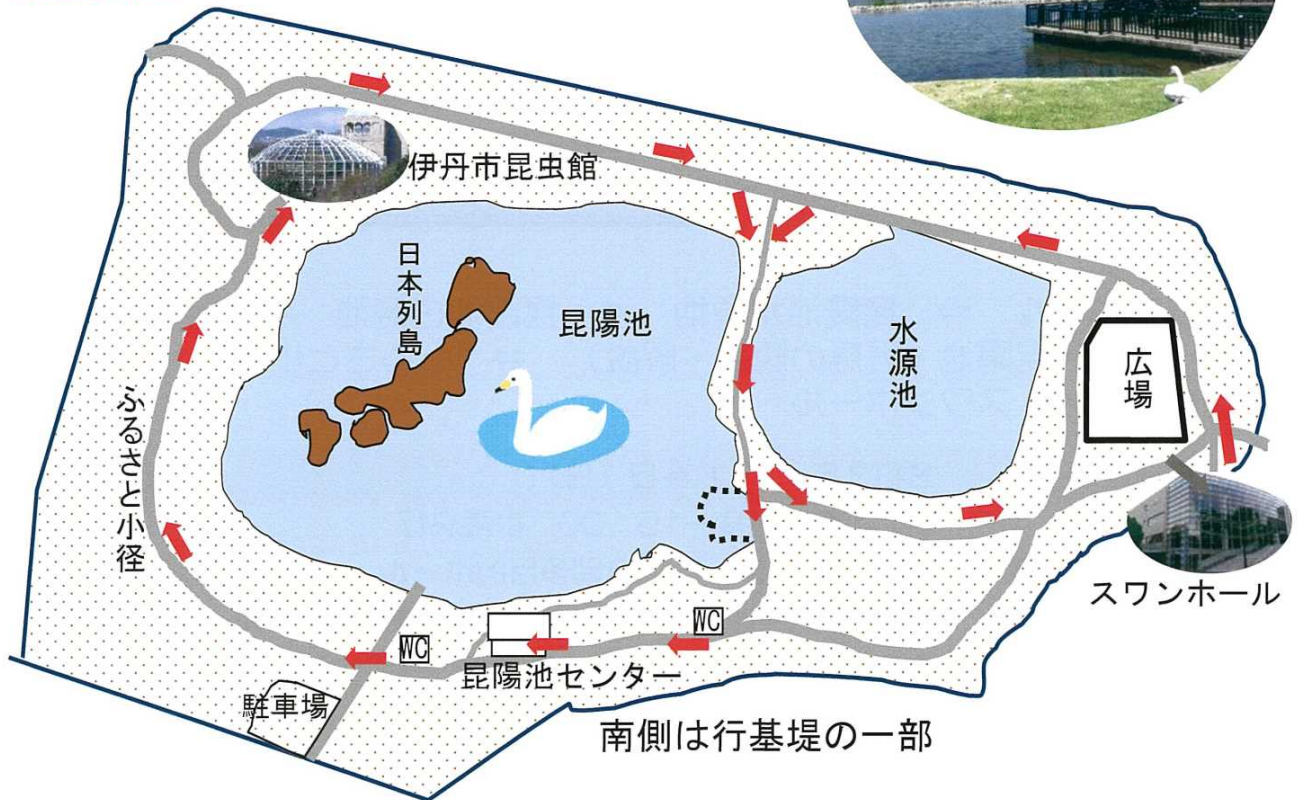 伊丹市昆虫館
日本列島
昆陽池
水源池
広場
ふるさと小径
スワンホール
WC
WC
昆陽池センター
駐車場
南側は行基堤の一部